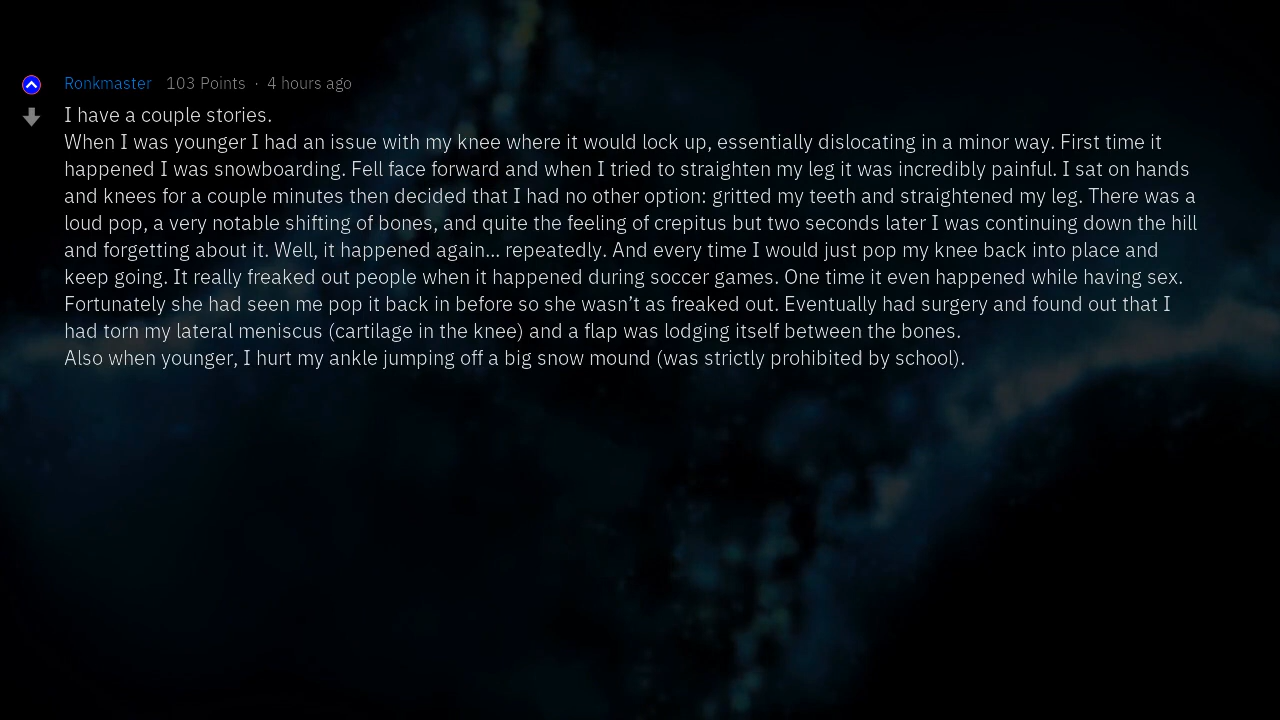 Ronkmaster 103 Points · 4 hours ago
I have a couple stories.
When I was younger I had an issue with my knee where it would lock up, essentially dislocating in a minor way. First time it
happened I was snowboarding. Fell face forward and when I tried to straighten my leg it was incredibly painful. I sat on hands
and knees for a couple minutes then decided that I had no other option: gritted my teeth and straightened my leg. There was a
loud pop, a very notable shifting of bones, and quite the feeling of crepitus but two seconds later I was continuing down the hill
and forgetting about it. Well, it happened again... repeatedly. And every time I would just pop my knee back into place and
keep going. It really freaked out people when it happened during soccer games. One time it even happened while having sex.
Fortunately she had seen me pop it back in before so she wasn’t as freaked out. Eventually had surgery and found out that I
had torn my lateral meniscus (cartilage in the knee) and a flap was lodging itself between the bones.
Also when younger, I hurt my ankle jumping off a big snow mound (was strictly prohibited by school).